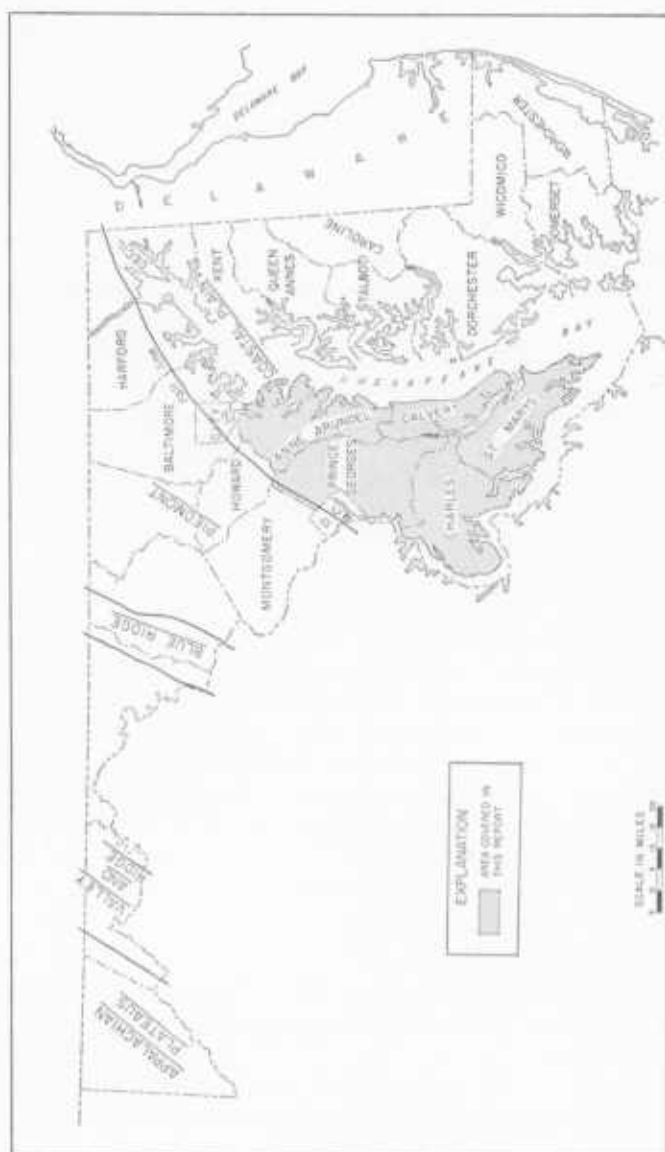 APPALACHIAN
PLATEAUS
VALLEY
AND
RIDGE
BLUE RIDGE
PIEDMONT
COASTAL PLAIN
MONTGOMERY
HOWARD
BALTIMORE
HARFORD
KENT
QUEEN
ANNES
CAROLINE
TALBOT
DORCHESTER
WICOMICO
SOMERSET
WORCHESTER
ANNE ARUNDEL
PRINCE
GEORGES
CALVERT
CHARLES
ST. MARYS
CHESAPEAKE
BAY
DELAWARE
DELAWARE BAY
EXPLANATION
AREA COVERED IN
THIS REPORT
SCALE IN MILES